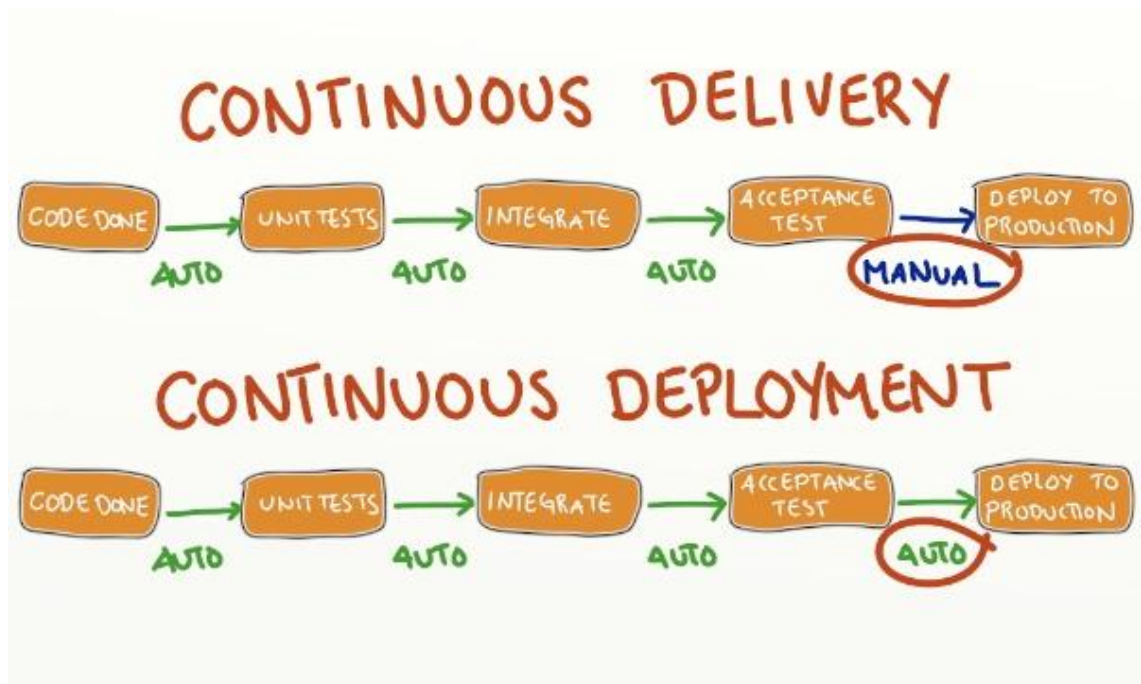 CONTINUOUS DELIVERY
CODE DONE
UNIT TESTS
INTEGRATE
ACCEPTANCE
TEST
DEPLOY TO
PRODUCTION
AUTO
AUTO
AUTO
MANUAL
CONTINUOUS DEPLOYMENT
CODE DONE
UNIT TESTS
INTEGRATE
ACCEPTANCE
TEST
DEPLOY TO
PRODUCTION
AUTO
AUTO
AUTO
AUTO